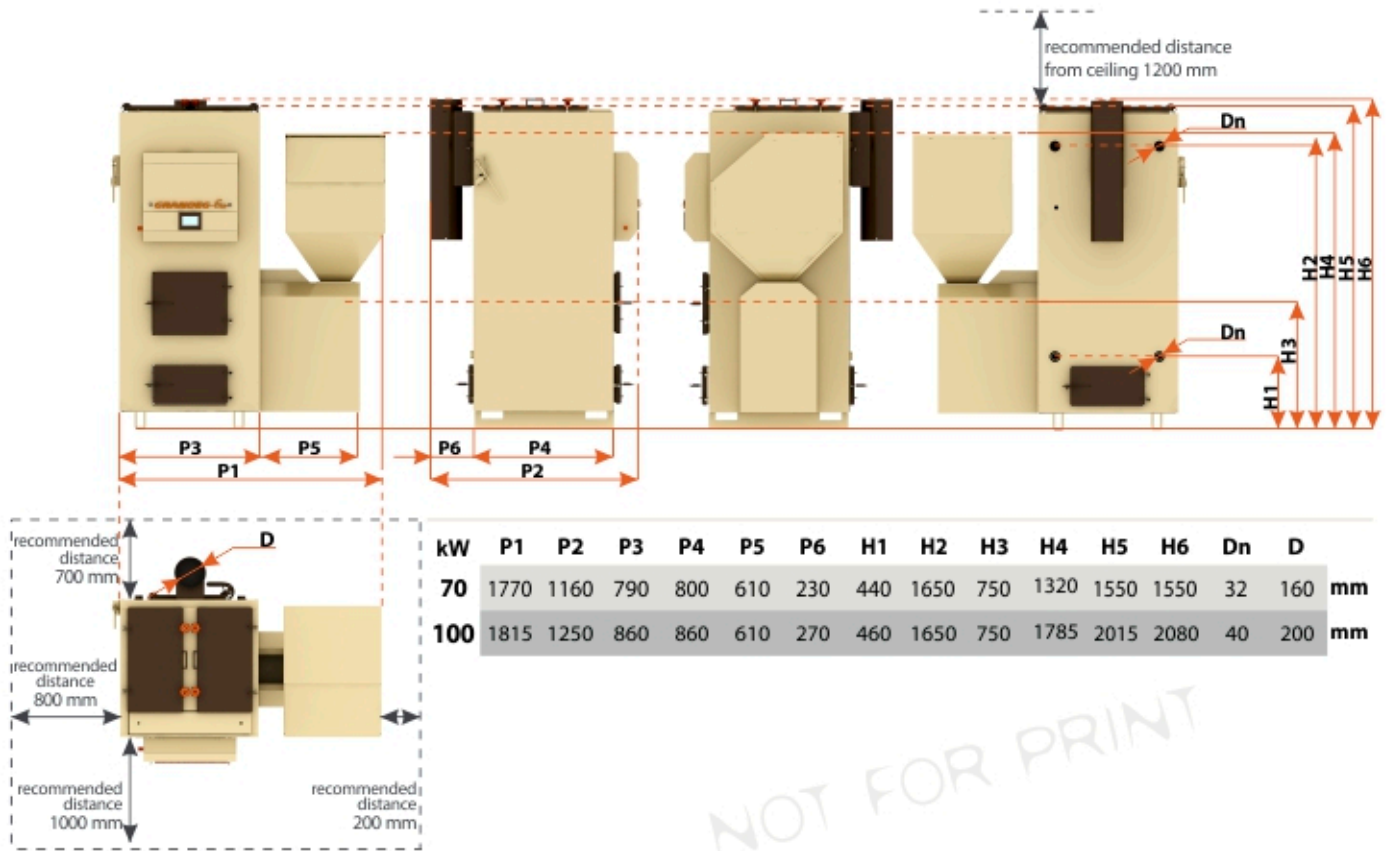 recommended distance
from ceiling 1200 mm
Dn
Dn
H1
H3
H2
H4
H5
H6
P3
P5
P1
P6
P4
P2
recommended
distance
700 mm
D
recommended
distance
800 mm
recommended
distance
1000 mm
recommended
distance
200 mm
kW P1 P2 P3 P4 P5 P6 H1 H2 H3 H4 H5 H6 Dn D
70 1770 1160 790 800 610 230 440 1650 750 1320 1550 1550 32 160 mm
100 1815 1250 860 860 610 270 460 1650 750 1785 2015 2080 40 200 mm
NOT FOR PRINT